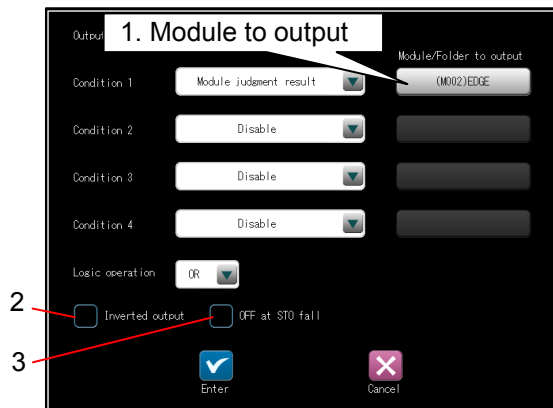 Output
1. Module to output
Module/Folder to output
Condition 1 Module judgment result (M002)EDGE
Condition 2 Disable
Condition 3 Disable
Condition 4 Disable
Logic operation OR
2 Inverted output OFF at STO fall
3
Enter Cancel